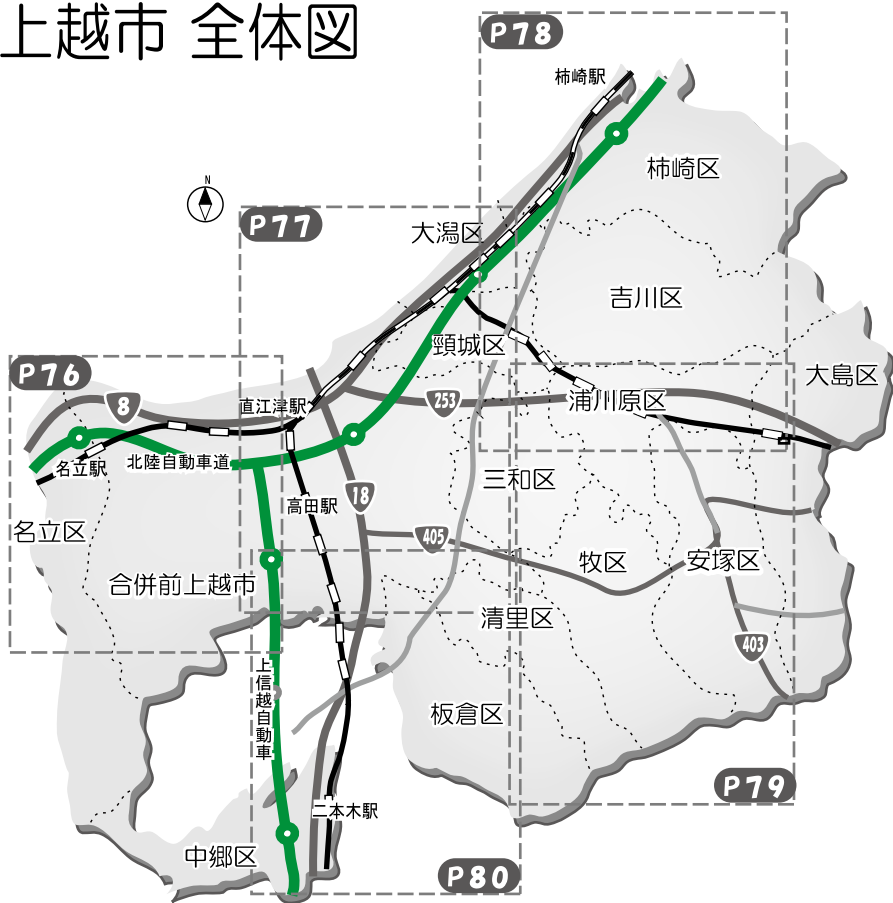 上越市 全体図
P78
柿崎駅
柿崎区
N
P77
大潟区
吉川区
頸城区
P76
大島区
8
直江津駅
253
浦川原区
名立駅
北陸自動車道
三和区
18
高田駅
名立区
405
合併前上越市
牧区
安塚区
清里区
403
上信越自動車
板倉区
P79
二本木駅
中郷区
P80